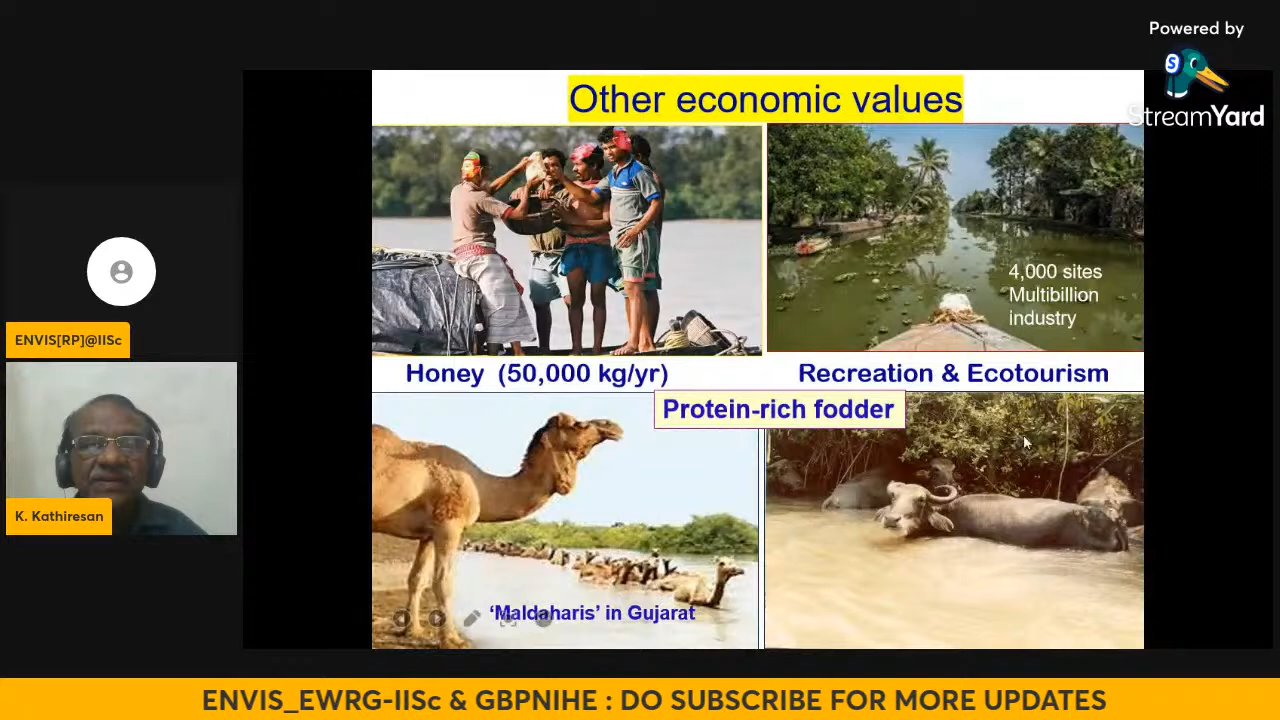 Powered by
StreamYard
Other economic values
4,000 sites
Multibillion
industry
Honey (50,000 kg/yr)
Recreation & Ecotourism
Protein-rich fodder
‘Maldaharis’ in Gujarat
ENVIS[RP]@IISc
K. Kathiresan
ENVIS_EWRG-IISc & GBPNIHE : DO SUBSCRIBE FOR MORE UPDATES